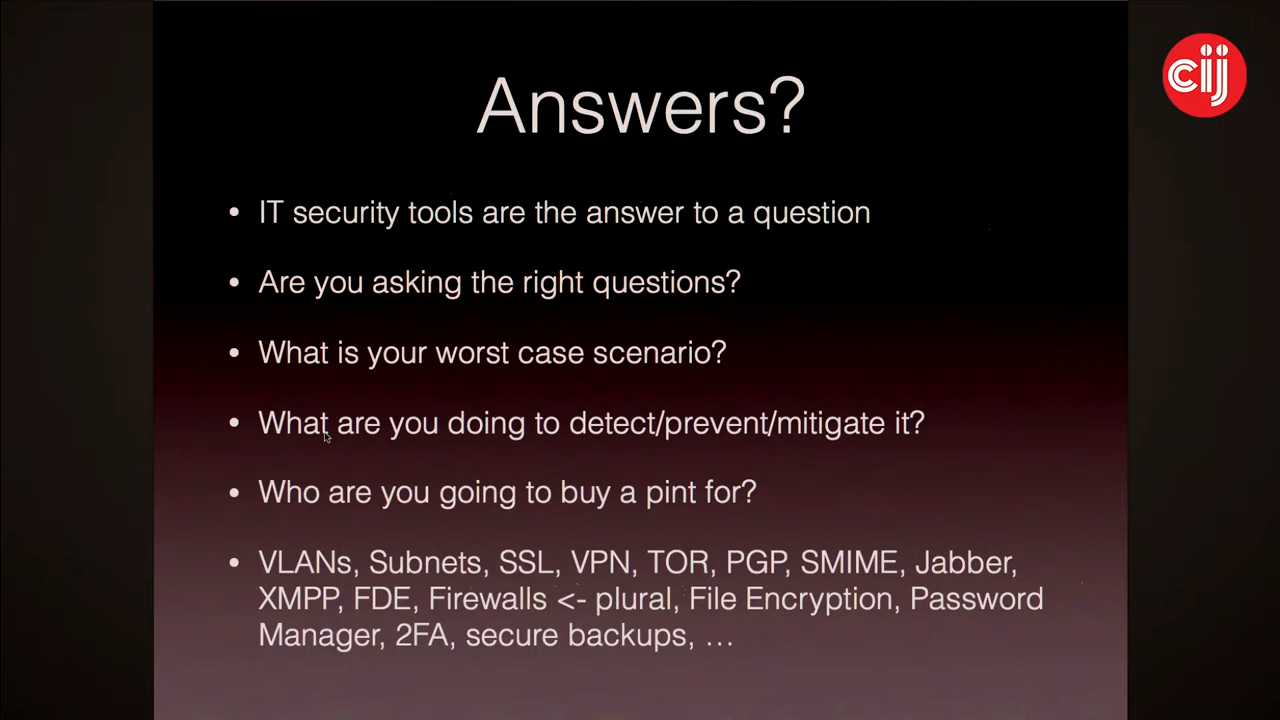 cij
Answers?
• IT security tools are the answer to a question
• Are you asking the right questions?
• What is your worst case scenario?
• What are you doing to detect/prevent/mitigate it?
• Who are you going to buy a pint for?
• VLANs, Subnets, SSL, VPN, TOR, PGP, SMIME, Jabber,
XMPP, FDE, Firewalls <- plural, File Encryption, Password
Manager, 2FA, secure backups, …